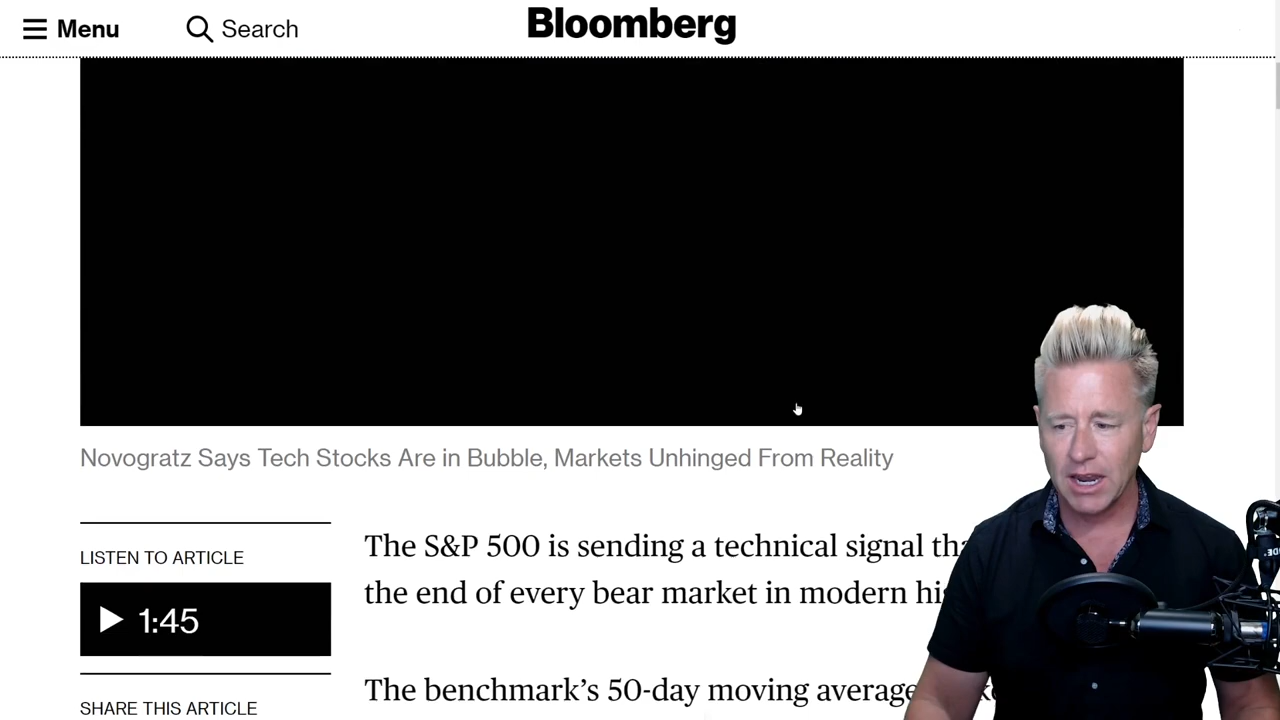 Menu
Search
Bloomberg
Novogratz Says Tech Stocks Are in Bubble, Markets Unhinged From Reality
LISTEN TO ARTICLE
1:45
SHARE THIS ARTICLE
The S&P 500 is sending a technical signal
the end of every bear market in modern
The benchmark's 50-day moving average